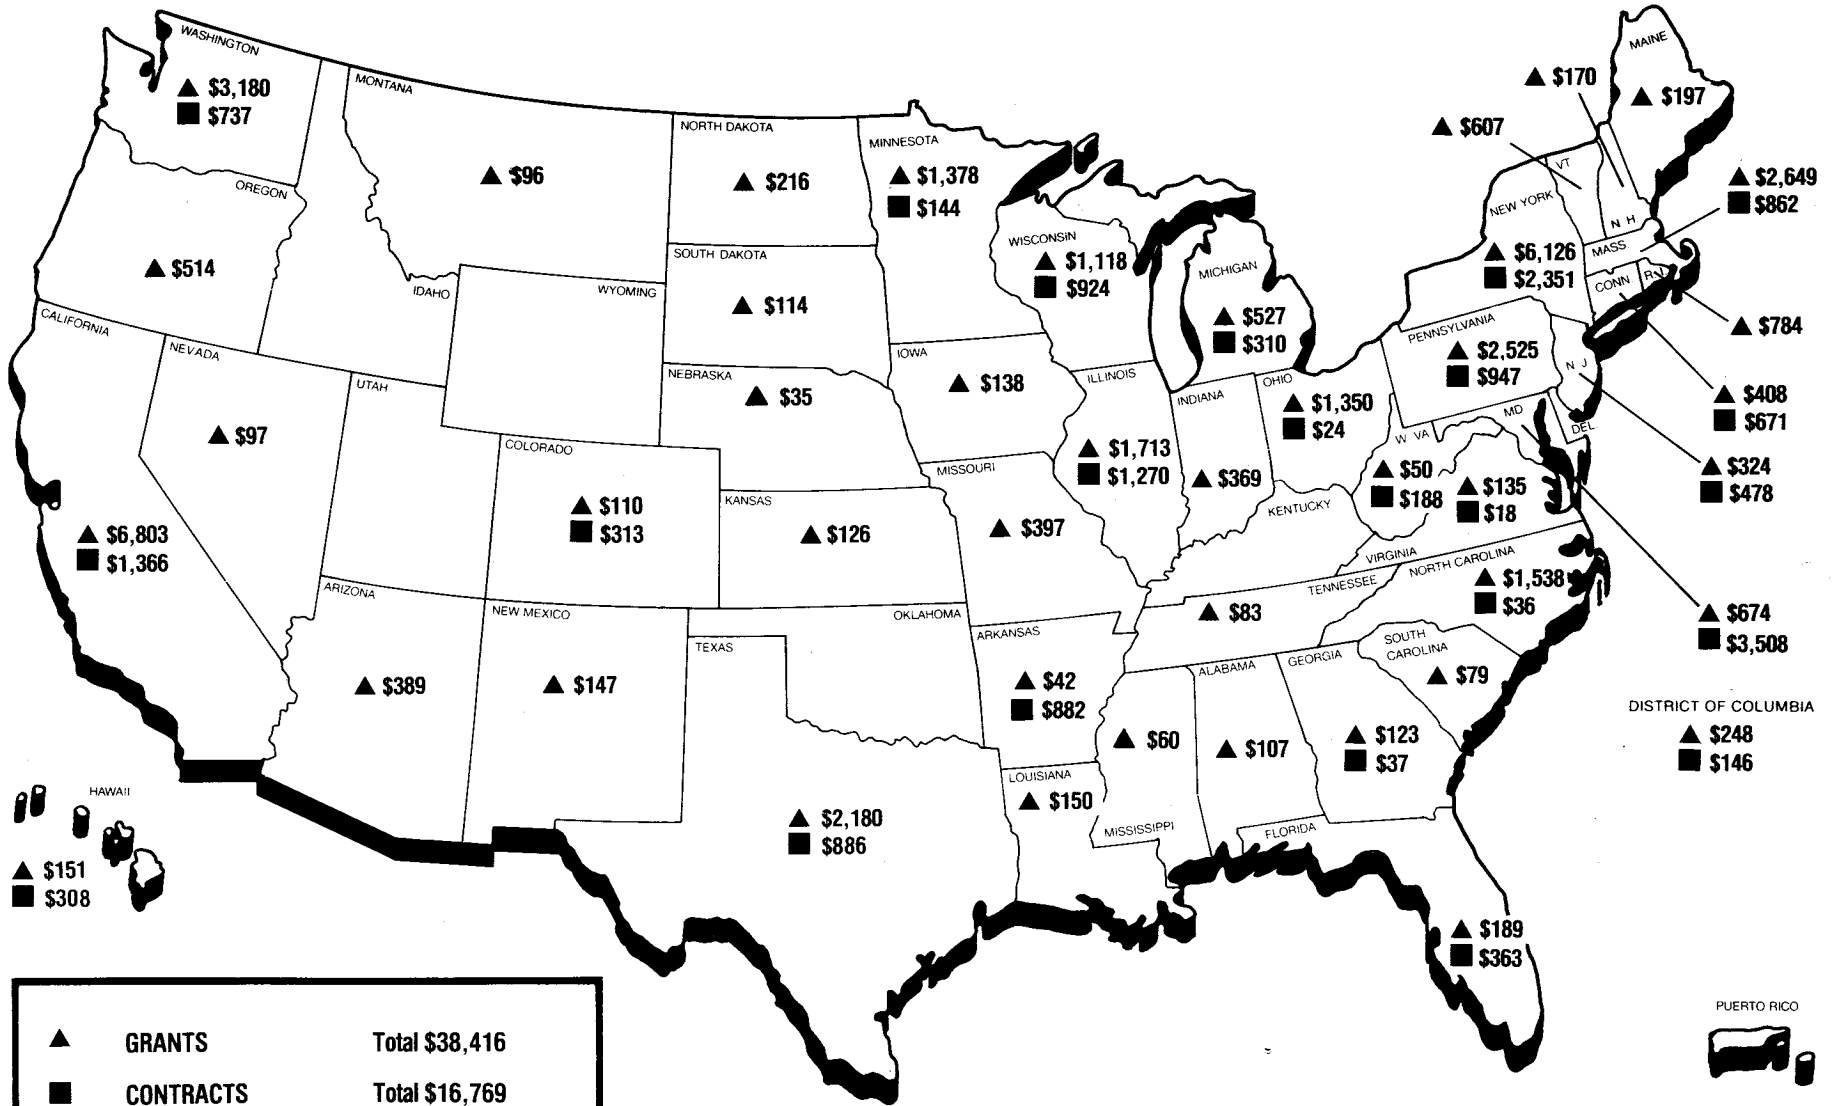 WASHINGTON
▲ $3,180
■ $737
MONTANA
▲ $96
NORTH DAKOTA
▲ $216
MINNESOTA
▲ $1,378
■ $144
MAINE
▲ $197
▲ $170
▲ $607
VT
N H
▲ $2,649
■ $862
OREGON
▲ $514
IDAHO
WYOMING
SOUTH DAKOTA
▲ $114
WISCONSIN
▲ $1,118
■ $924
MICHIGAN
▲ $527
■ $310
NEW YORK
▲ $6,126
■ $2,351
MASS
CONN
R I
▲ $784
▲ $408
■ $671
CALIFORNIA
▲ $6,803
■ $1,366
NEVADA
▲ $97
UTAH
COLORADO
▲ $110
■ $313
NEBRASKA
▲ $35
IOWA
▲ $138
ILLINOIS
▲ $1,713
■ $1,270
INDIANA
▲ $369
OHIO
▲ $1,350
■ $24
PENNSYLVANIA
▲ $2,525
■ $947
N J
MD
DEL
▲ $324
■ $478
W VA
▲ $50
■ $188
▲ $135
■ $18
VIRGINIA
KENTUCKY
KANSAS
▲ $126
MISSOURI
▲ $397
TENNESSEE
▲ $83
NORTH CAROLINA
▲ $1,538
■ $36
▲ $674
■ $3,508
ARIZONA
▲ $389
NEW MEXICO
▲ $147
OKLAHOMA
TEXAS
▲ $2,180
■ $886
ARKANSAS
▲ $42
■ $882
LOUISIANA
▲ $150
MISSISSIPPI
▲ $60
ALABAMA
▲ $107
GEORGIA
▲ $123
■ $37
SOUTH
CAROLINA
▲ $79
DISTRICT OF COLUMBIA
▲ $248
■ $146
FLORIDA
▲ $189
■ $363
HAWAII
▲ $151
■ $308
PUERTO RICO
▲ GRANTS Total $38,416
■ CONTRACTS Total $16,769